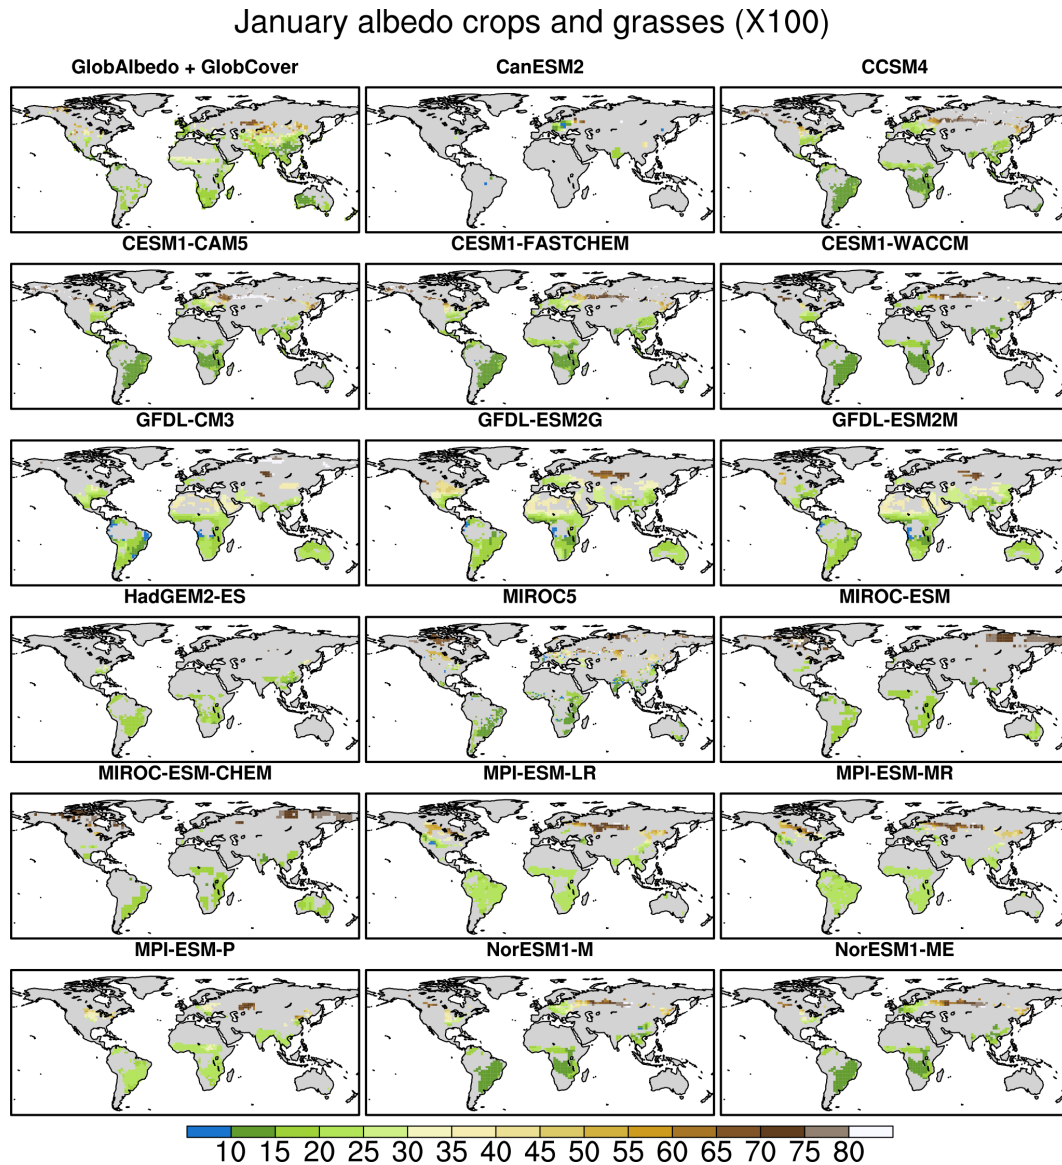 January albedo crops and grasses (X100)
GlobAlbedo + GlobCover CanESM2 CCSM4
CESM1-CAM5 CESM1-FASTCHEM CESM1-WACCM
GFDL-CM3 GFDL-ESM2G GFDL-ESM2M
HadGEM2-ES MIROC5 MIROC-ESM
MIROC-ESM-CHEM MPI-ESM-LR MPI-ESM-MR
MPI-ESM-P NorESM1-M NorESM1-ME
10 15 20 25 30 35 40 45 50 55 60 65 70 75 80